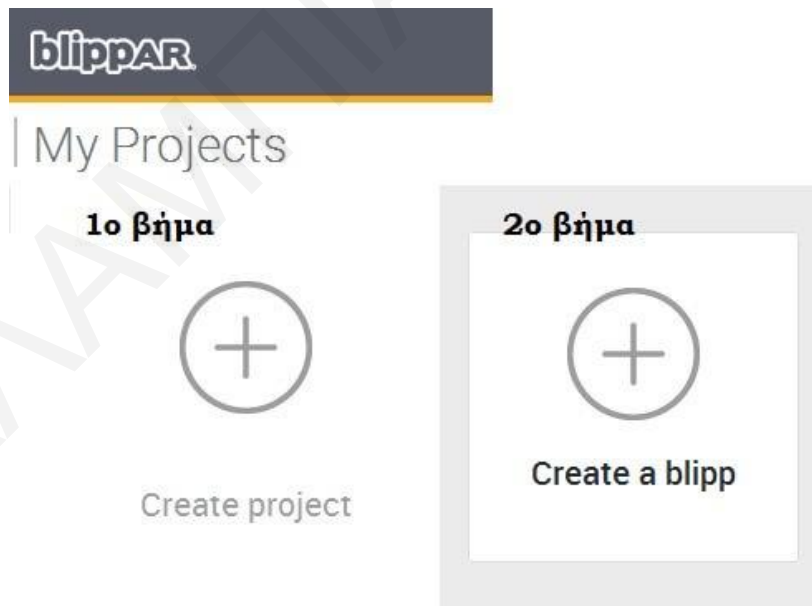 blippAR
My Projects
1ο βήμα
2ο βήμα
Create project
Create a blipp